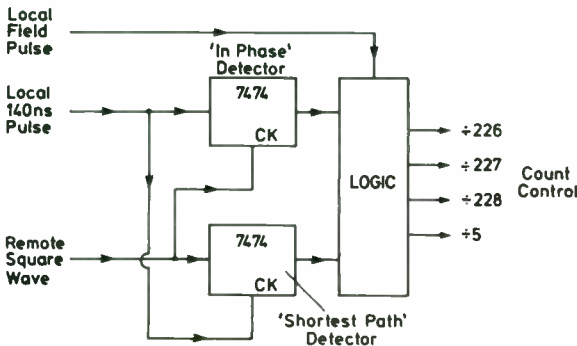 Local
Field
Pulse
'In Phase'
Detector
Local
140ns
Pulse
7474
CK
LOGIC
÷226
÷227
÷228
÷5
Count
Control
Remote
Square
Wave
7474
CK
'Shortest Path'
Detector